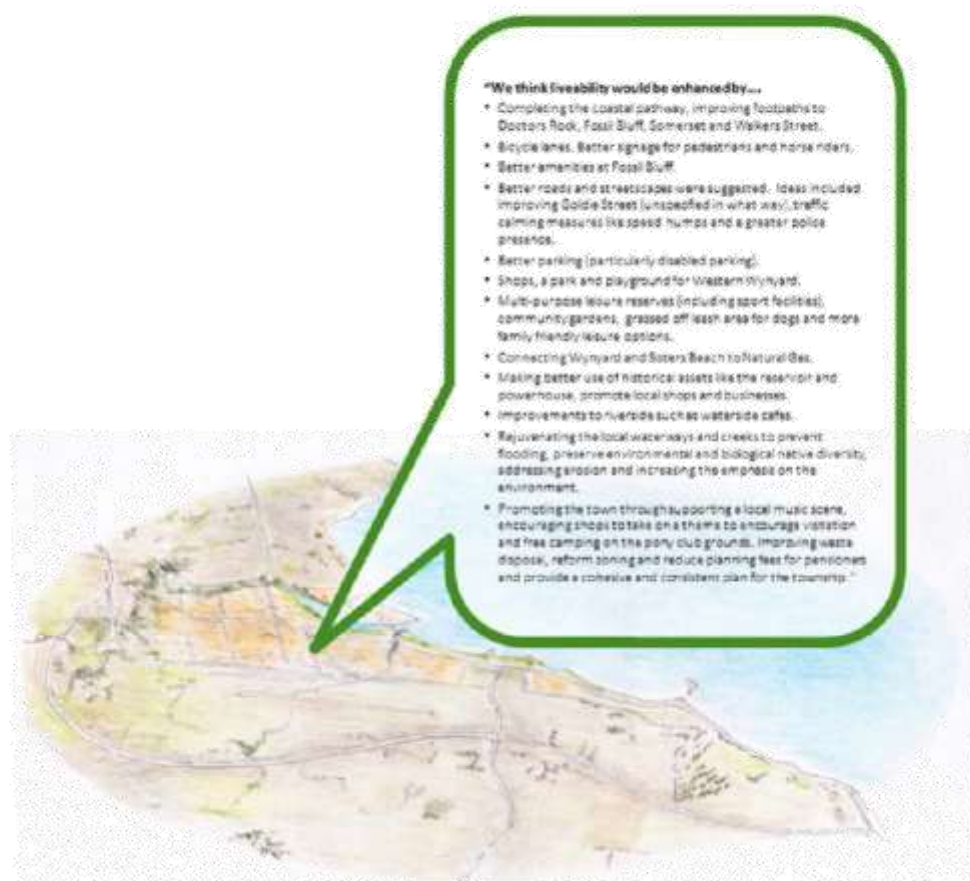 “We think liveability would be enhanced by...
• Completing the coastal pathway, improving footpaths to
Doctors Rock, Fossil Bluff, Somerset and Walkers Street.
• Bicycle lanes. Better signage for pedestrians and horse riders.
• Better amenities at Fossil Bluff.
• Better roads and streetscapes were suggested. Ideas included
improving Goldie Street (unspecified in what way), traffic
calming measures like speed humps and a greater police
presence.
• Better parking (particularly disabled parking).
• Shops, a park and playground for Western Wynyard.
• Multi-purpose leisure reserves (including sport facilities),
community gardens, grassed off leash area for dogs and more
family friendly leisure options.
• Connecting Wynyard and Sisters Beach to Natural Gas.
• Making better use of historical assets like the reservoir and
powerhouse, promote local shops and businesses.
• Improvements to riverside such as waterside cafes.
• Rejuvenating the local waterways and creeks to prevent
flooding, preserve environmental and biological native diversity,
addressing erosion and increasing the emphasis on the
environment.
• Promoting the town through supporting a local music scene,
encouraging shops to take on a theme to encourage visitation
and free camping on the pony club grounds. Improving waste
disposal, reform zoning and reduce planning fees for pensioners
and provide a cohesive and consistent plan for the township.”